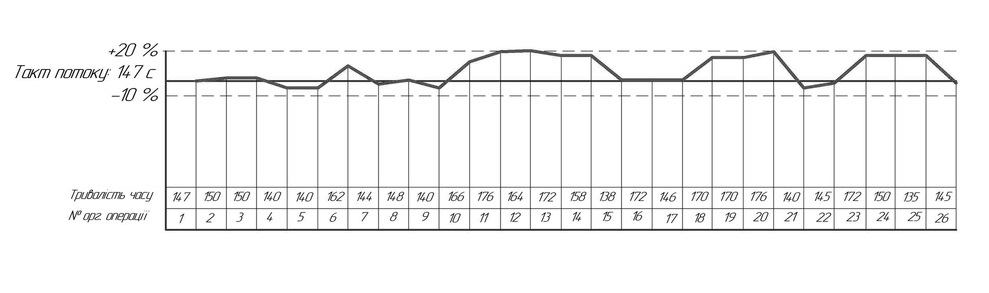 +20 %
Такт потоку: 147 с
-10 %
Тривалість часу 147 150 150 140 140 162 144 148 140 166 176 164 172 158 138 172 146 170 170 176 140 145 172 150 135 145
№ орг. операції 1 2 3 4 5 6 7 8 9 10 11 12 13 14 15 16 17 18 19 20 21 22 23 24 25 26